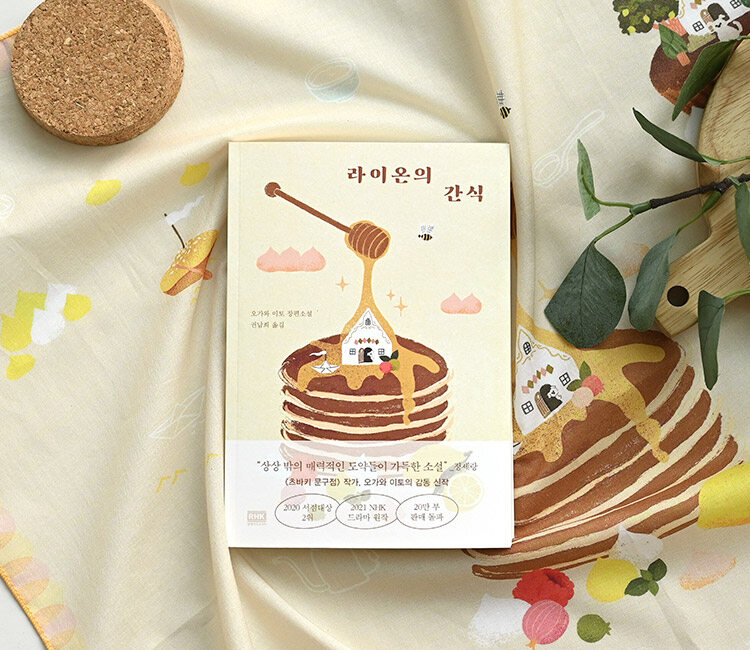 라이온의
간식
오가와 이토 장편소설
권남희 옮김
“상상 밖의 매력적인 도약들이 가득한 소설” _정세랑
〈츠바키 문구점〉 작가, 오가와 이토의 감동 신작
RHK
2020 서점대상
2위
2021 NHK
드라마 원작
20만 부
판매 돌파